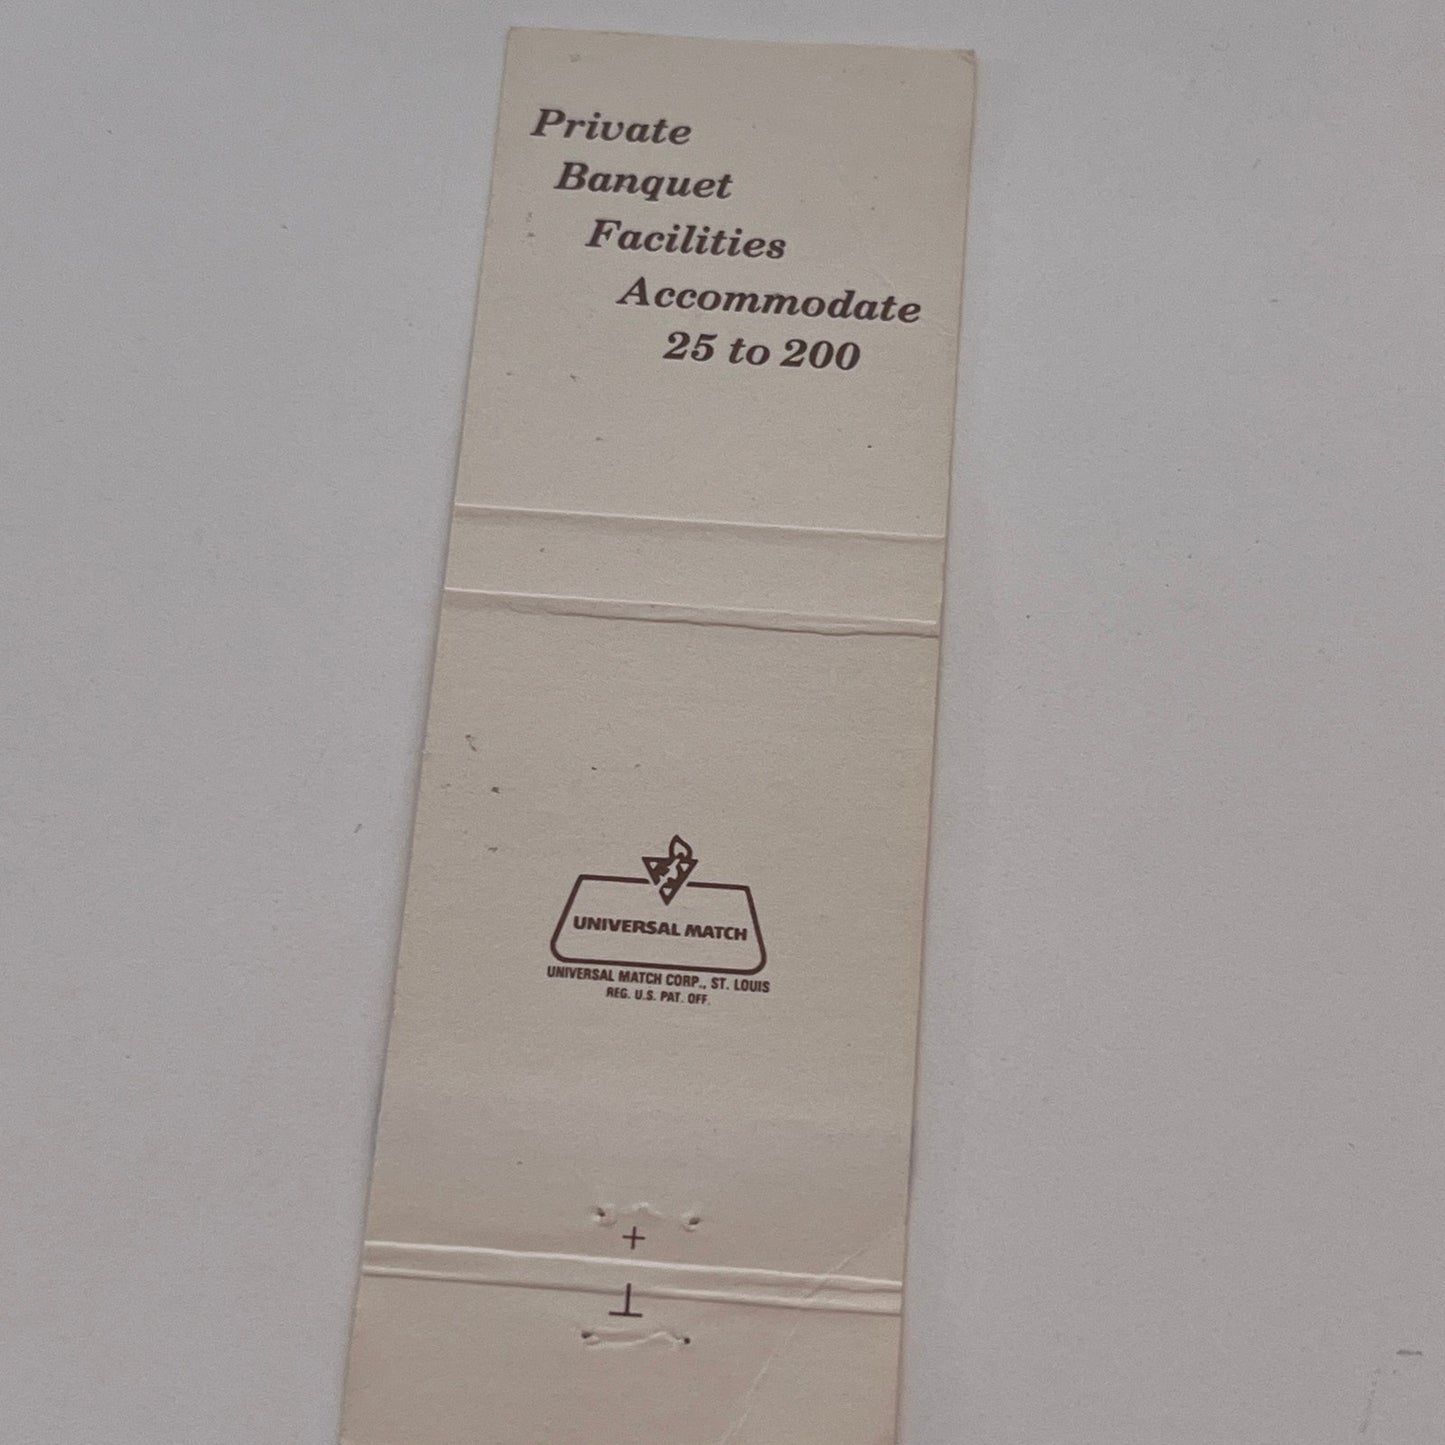 Private
Banquet
Facilities
Accommodate
25 to 200
UNIVERSAL MATCH
UNIVERSAL MATCH CORP., ST. LOUIS
REG. U.S. PAT. OFF.